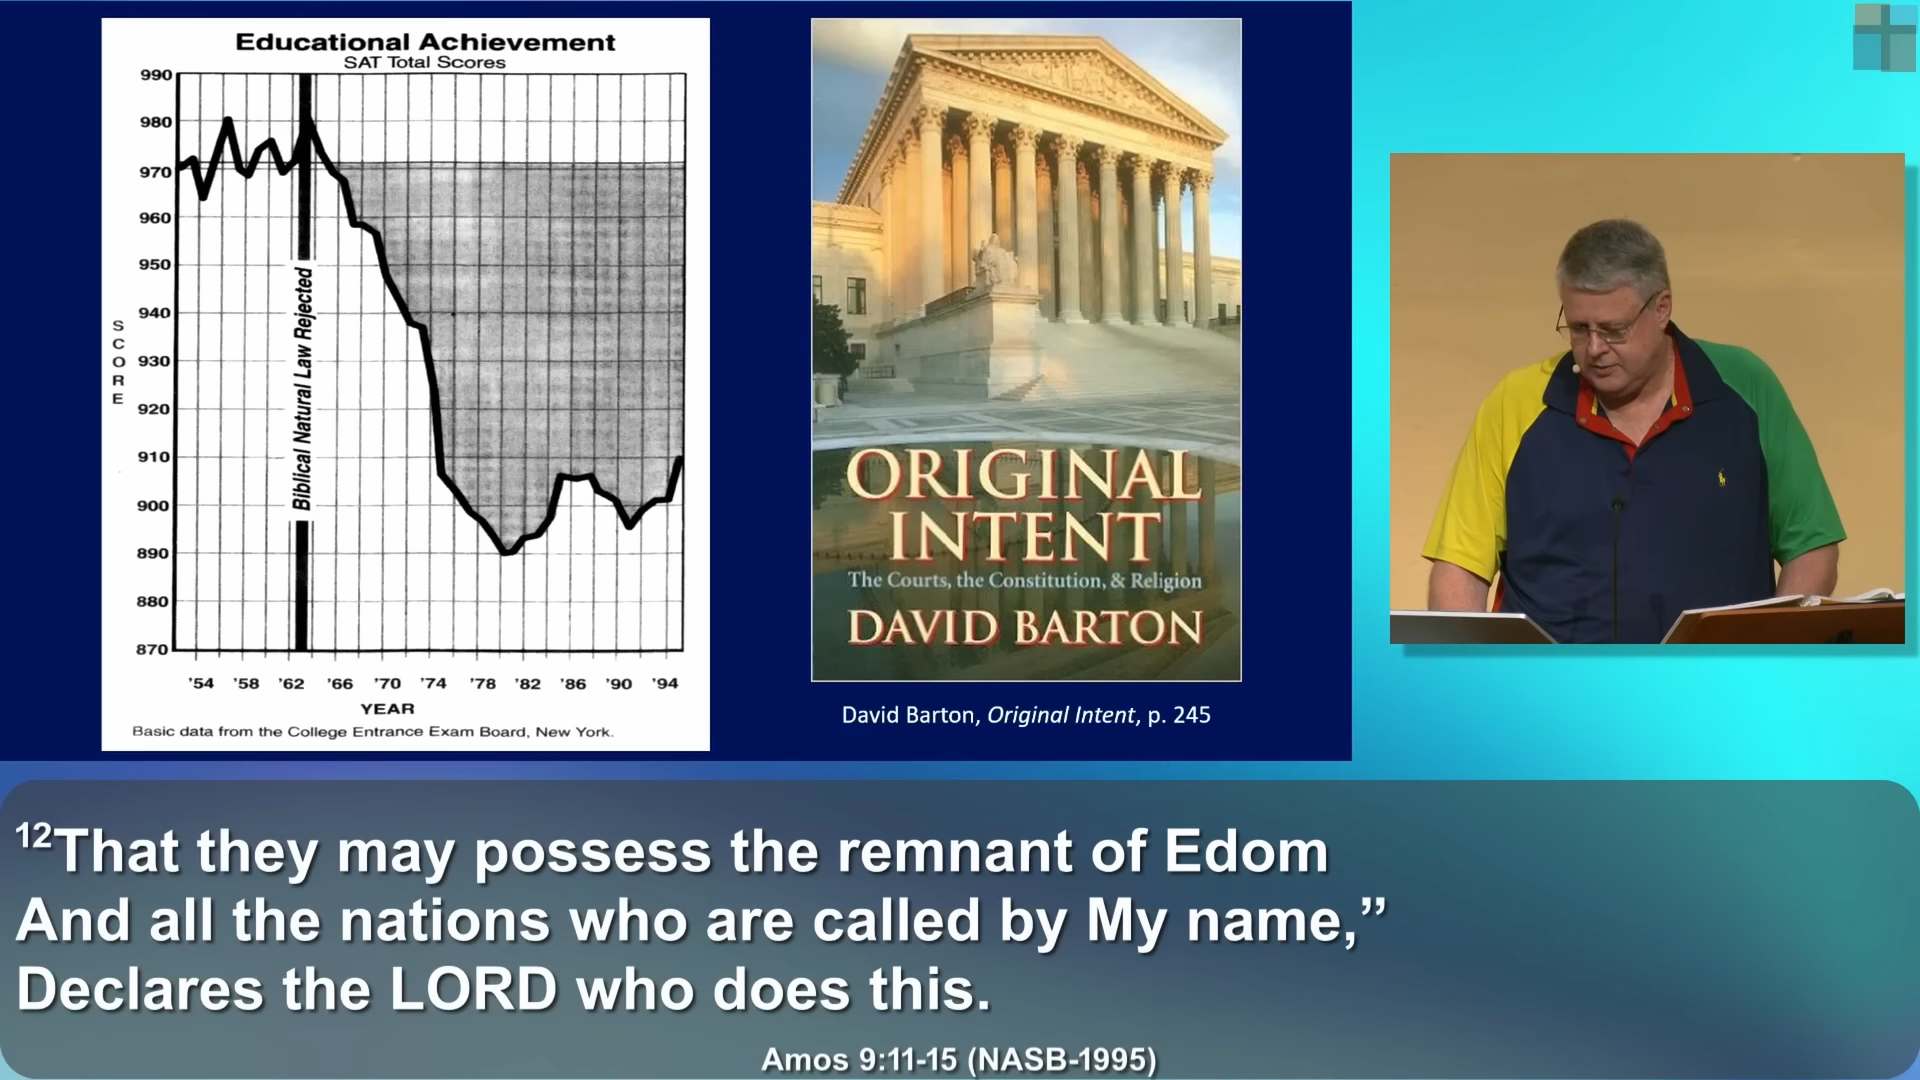 Educational Achievement
SAT Total Scores
990
980
970
960
950
940
930
920
910
900
890
880
870
SCORE
Biblical Natural Law Rejected
'54 '58 '62 '66 '70 '74 '78 '82 '86 '90 '94
YEAR
Basic data from the College Entrance Exam Board, New York.
ORIGINAL
INTENT
The Courts, the Constitution, & Religion
DAVID BARTON
David Barton, Original Intent, p. 245
12That they may possess the remnant of Edom
And all the nations who are called by My name,”
Declares the LORD who does this.
Amos 9:11-15 (NASB-1995)